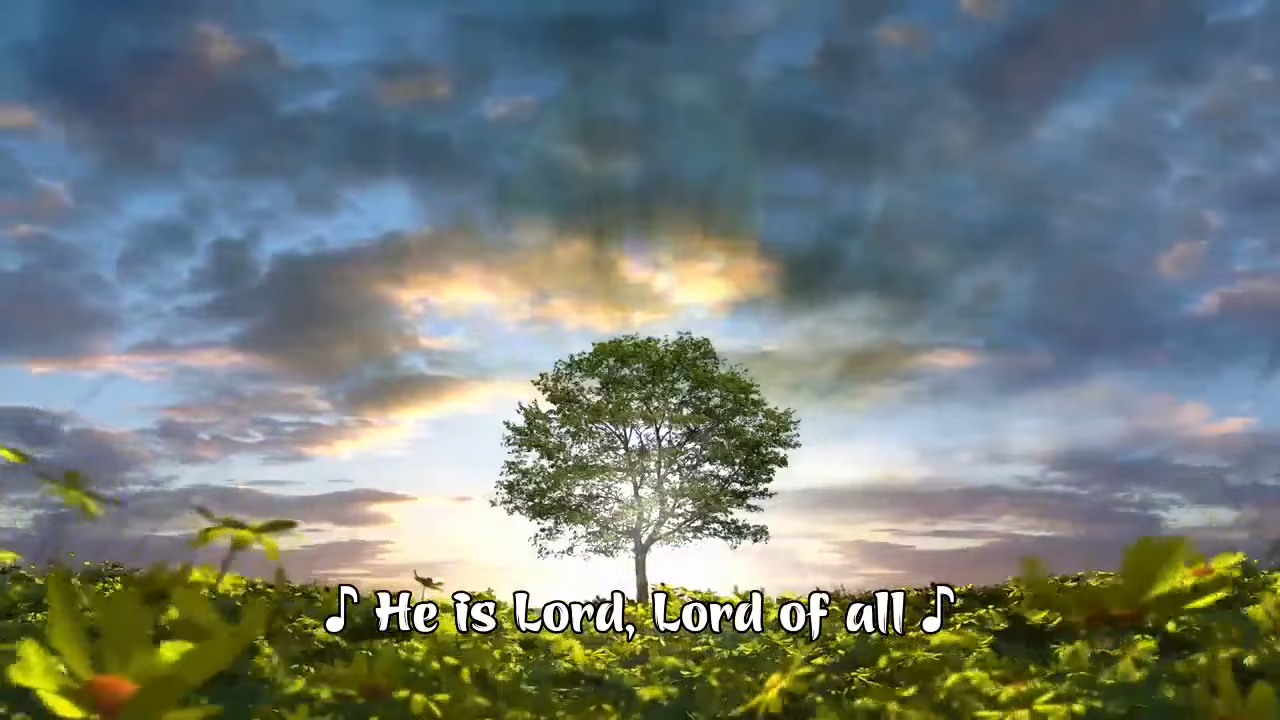 ♪ He is Lord, Lord of all ♪